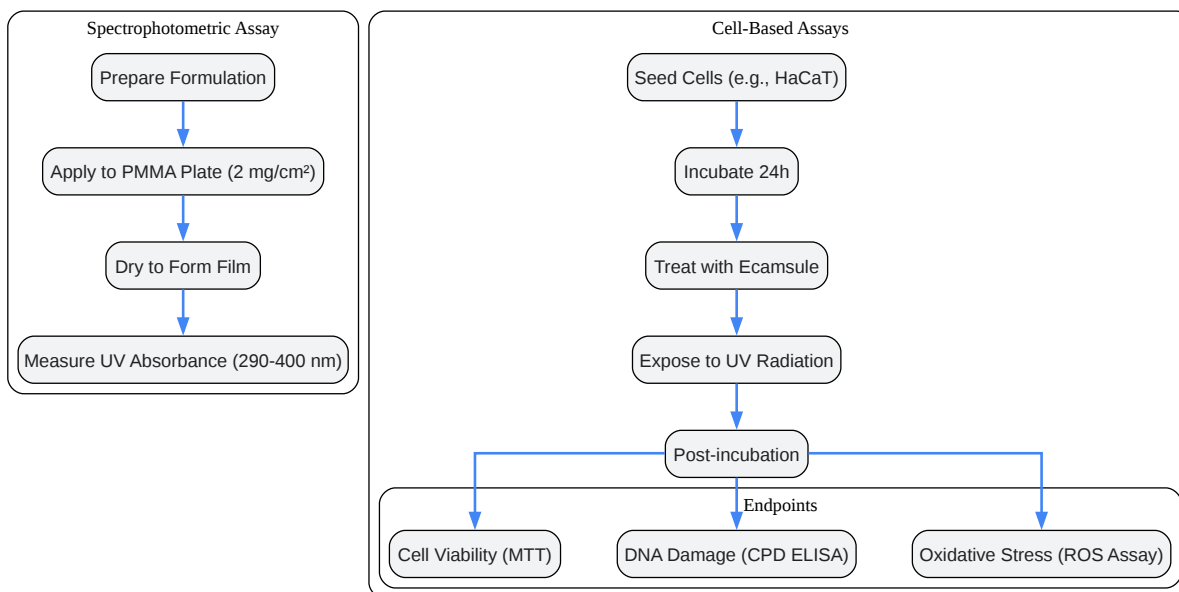 Spectrophotometric Assay
Prepare Formulation
Apply to PMMA Plate (2 mg/cm²)
Dry to Form Film
Measure UV Absorbance (290-400 nm)
Cell-Based Assays
Seed Cells (e.g., HaCaT)
Incubate 24h
Treat with Ecamsule
Expose to UV Radiation
Post-incubation
Endpoints
Cell Viability (MTT)
DNA Damage (CPD ELISA)
Oxidative Stress (ROS Assay)